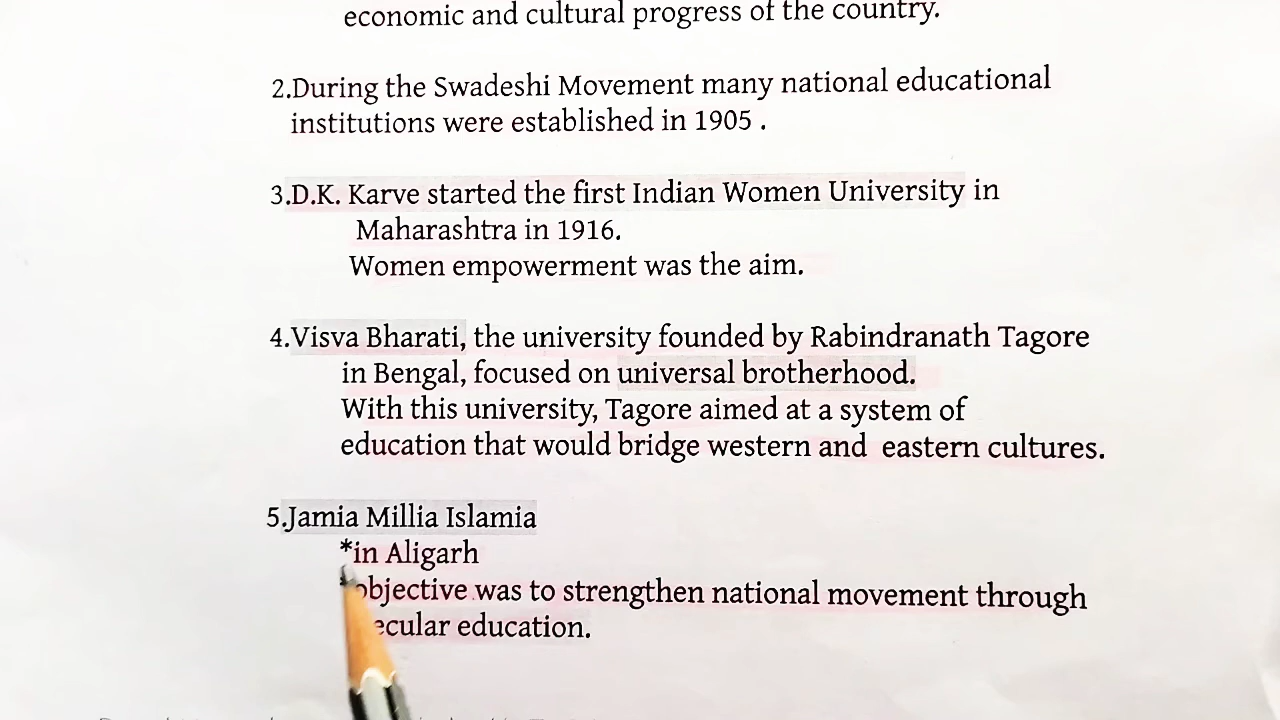 economic and cultural progress of the country.
2.During the Swadeshi Movement many national educational
institutions were established in 1905 .
3.D.K. Karve started the first Indian Women University in
Maharashtra in 1916.
Women empowerment was the aim.
4.Visva Bharati, the university founded by Rabindranath Tagore
in Bengal, focused on universal brotherhood.
With this university, Tagore aimed at a system of
education that would bridge western and eastern cultures.
5.Jamia Millia Islamia
*in Aligarh
*objective was to strengthen national movement through
ecular education.